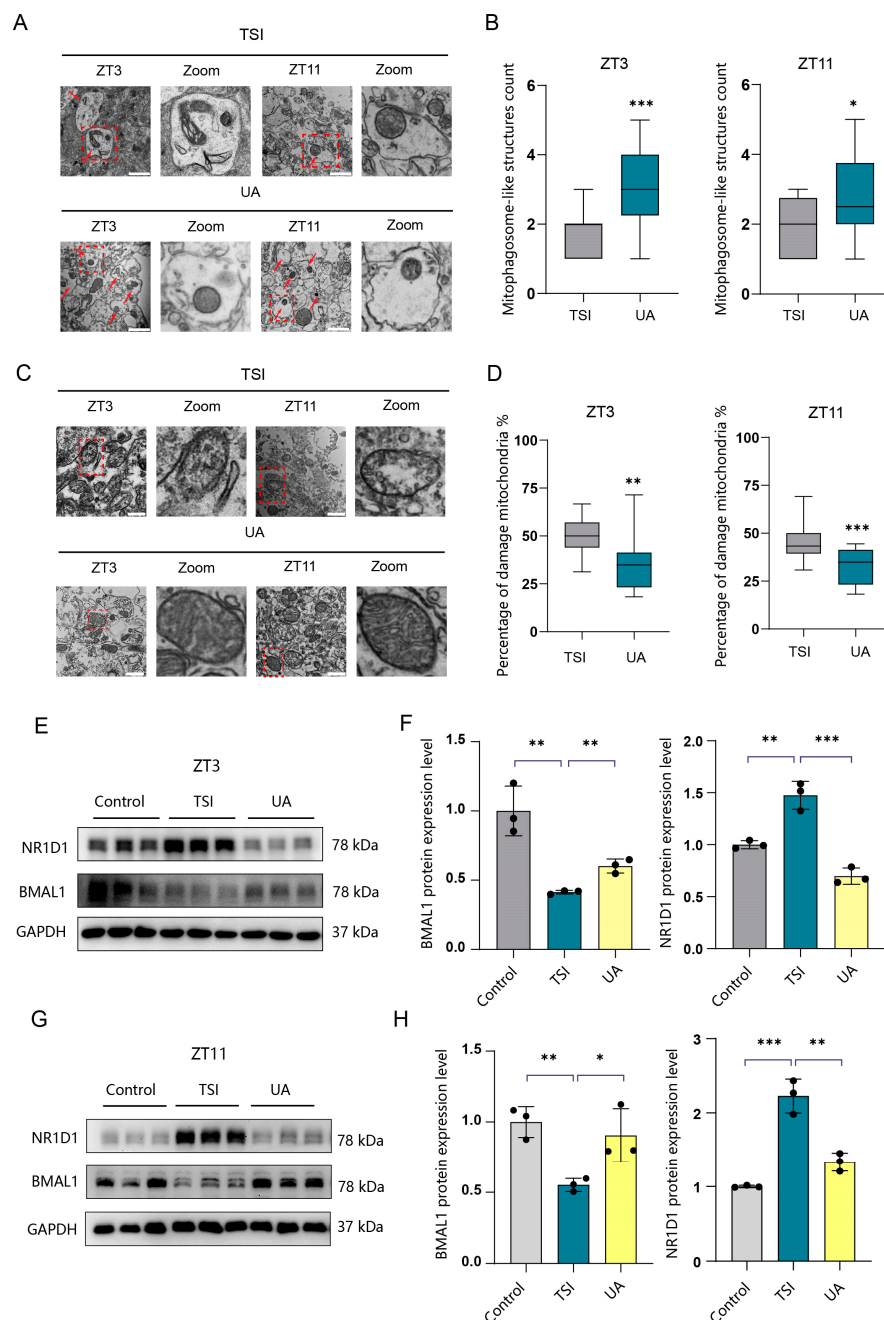 A
TSI
ZT3 Zoom ZT11 Zoom
UA
ZT3 Zoom ZT11 Zoom
B
ZT3
Mitophagosome-like structures count
6
4
2
0
***
TSI UA
ZT11
Mitophagosome-like structures count
6
4
2
0
*
TSI UA
C
TSI
ZT3 Zoom ZT11 Zoom
UA
ZT3 Zoom ZT11 Zoom
D
ZT3
Percentage of damage mitochondria %
100
75
50
25
0
**
TSI UA
ZT11
Percentage of damage mitochondria %
100
75
50
25
0
***
TSI UA
E
ZT3
Control TSI UA
NR1D1 78 kDa
BMAL1 78 kDa
GAPDH 37 kDa
F
BMAL1 protein expression level
1.5
1.0
0.5
0.0
** **
Control TSI UA
NR1D1 protein expression level
2.0
1.5
1.0
0.5
0
** ***
Control TSI UA
G
ZT11
Control TSI UA
NR1D1 78 kDa
BMAL1 78 kDa
GAPDH 37 kDa
H
BMAL1 protein expression level
1.5
1.0
0.5
0.0
** *
Control TSI UA
NR1D1 protein expression level
3
2
1
0
*** **
Control TSI UA